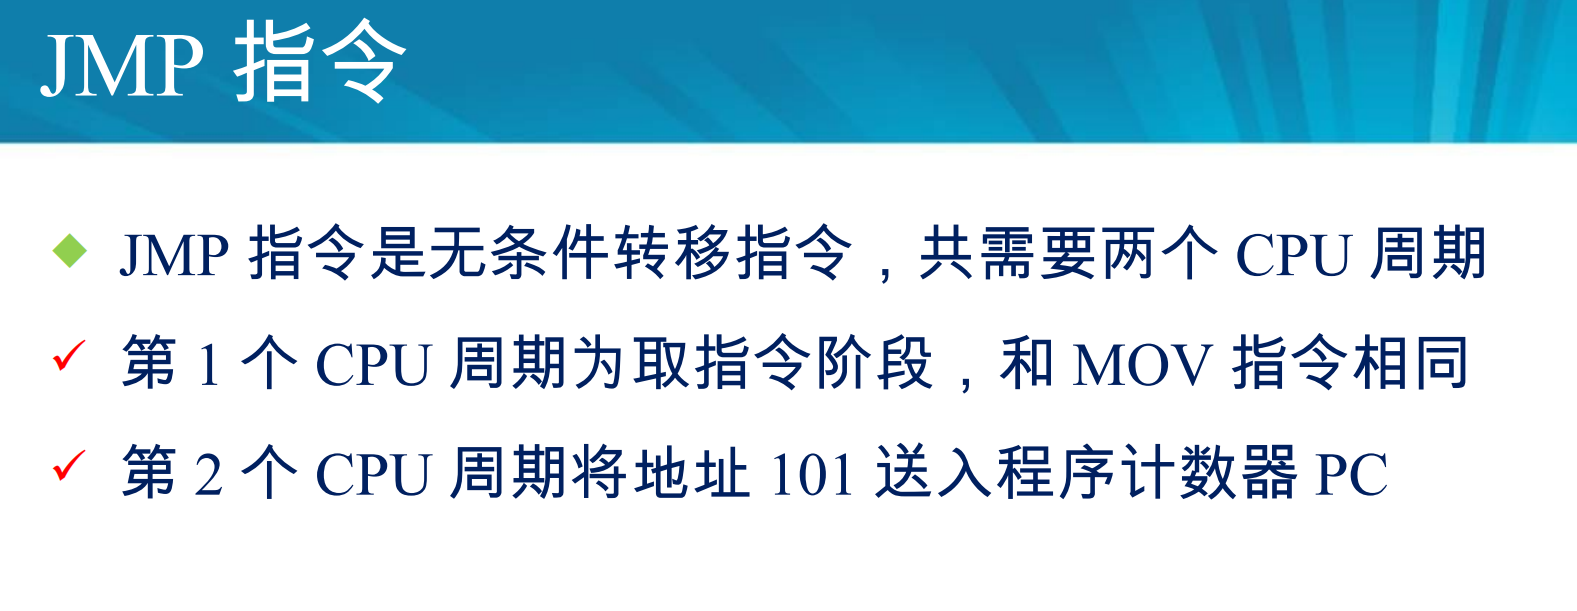 JMP 指令
JMP 指令是无条件转移指令，共需要两个 CPU 周期
第 1 个 CPU 周期为取指令阶段，和 MOV 指令相同
第 2 个 CPU 周期将地址 101 送入程序计数器 PC